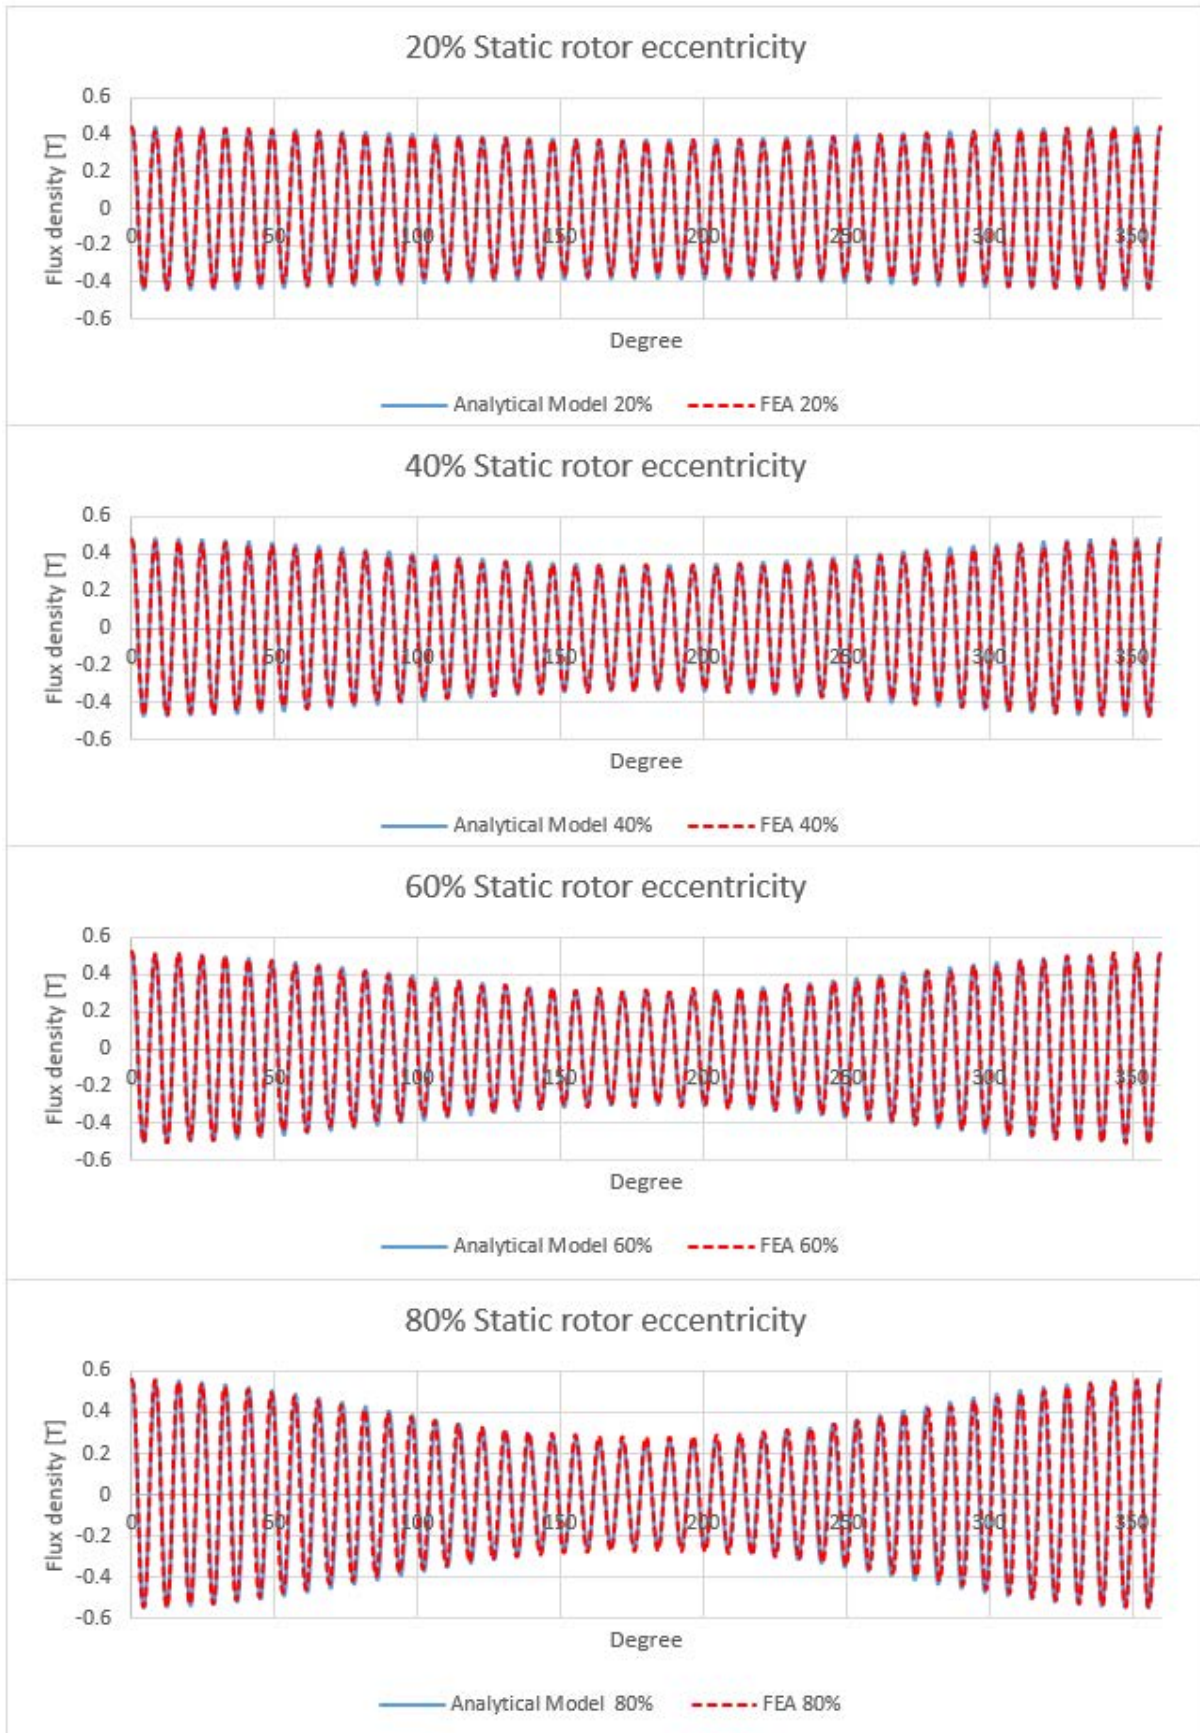 20% Static rotor eccentricity
0.6
0.4
0.2
0
-0.2
-0.4
-0.6
Flux density [T]
0 50 100 150 200 250 300 350
Degree
Analytical Model 20% FEA 20%
40% Static rotor eccentricity
0.6
0.4
0.2
0
-0.2
-0.4
-0.6
Flux density [T]
0 50 100 150 200 250 300 350
Degree
Analytical Model 40% FEA 40%
60% Static rotor eccentricity
0.6
0.4
0.2
0
-0.2
-0.4
-0.6
Flux density [T]
0 50 100 150 200 250 300 350
Degree
Analytical Model 60% FEA 60%
80% Static rotor eccentricity
0.6
0.4
0.2
0
-0.2
-0.4
-0.6
Flux density [T]
0 50 100 150 200 250 300 350
Degree
Analytical Model 80% FEA 80%